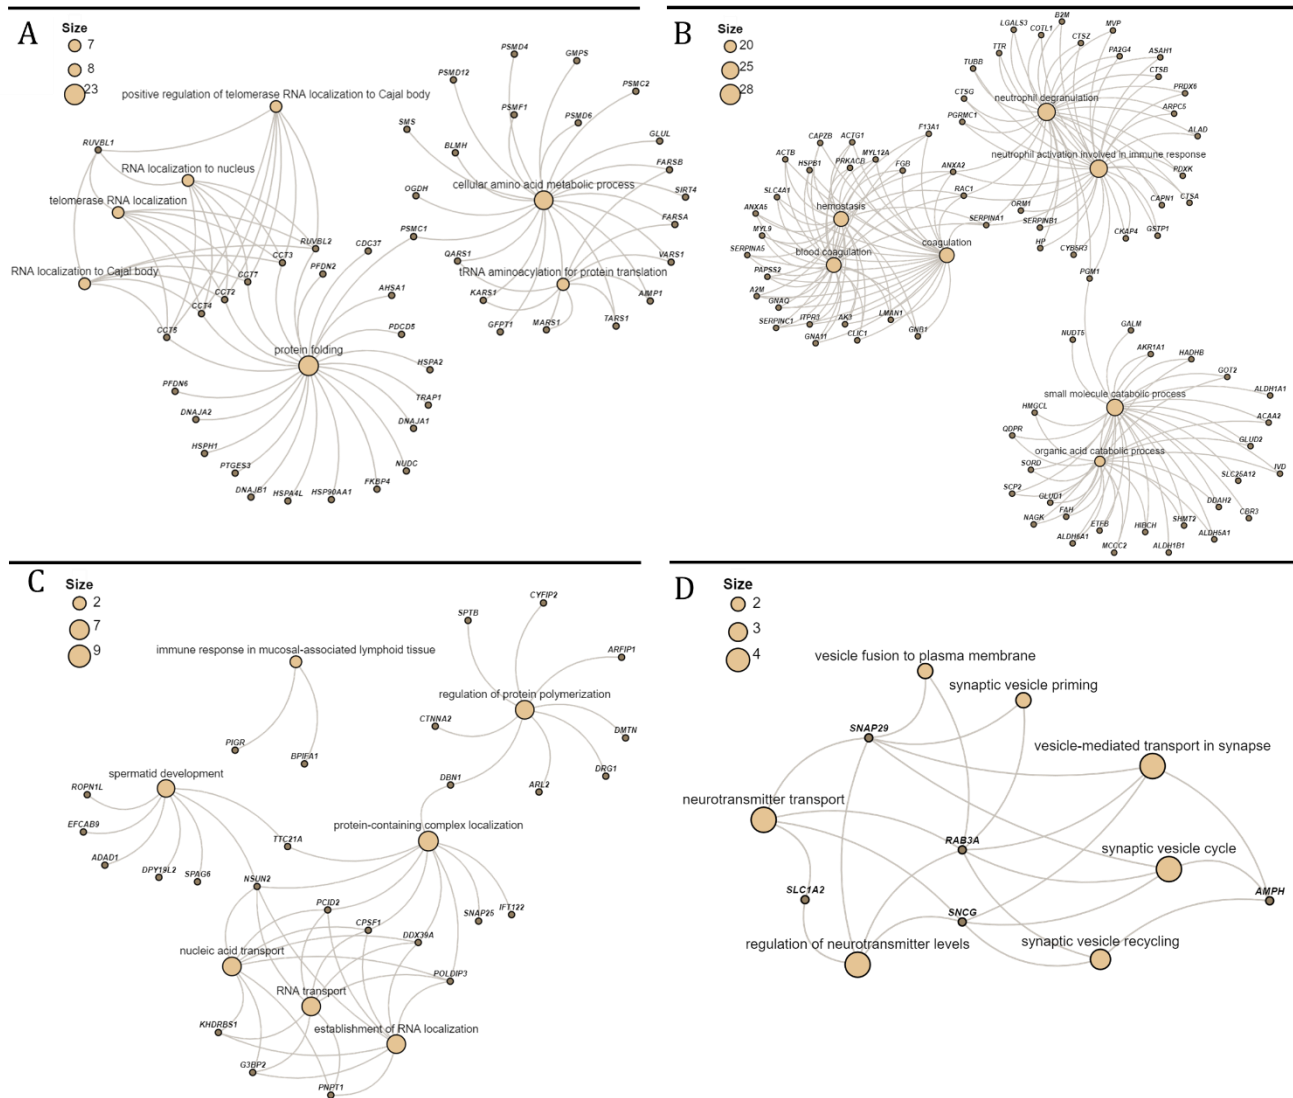 A
Size
7
8
23
PSMD4
GMPS
PSMD12
PSMC2
positive regulation of telomerase RNA localization to Cajal body
PSMF1
PSMD6
SMS
GLUL
RUVBL1
BLMH
FARSB
RNA localization to nucleus
cellular amino acid metabolic process
SIRT4
OGDH
telomerase RNA localization
FARSA
PSMC1
RUVBL2
CDC37
CCT3
QARS1
VARS1
RNA localization to Cajal body
PFDN2
tRNA aminoacylation for protein translation
CCT7
AHSA1
KARS1
AIMP1
CCT2
CCT4
GFPT1
MARS1
TARS1
CCT5
PDCD5
protein folding
HSPA2
PFDN6
TRAP1
DNAJA2
DNAJA1
HSPH1
PTGES3
NUDC
FKBP4
DNAJB1
HSPA4L
HSP90AA1
B
Size
20
25
28
LGALS3
B2M
MVP
COTL1
CTSZ
TTR
PA2G4
ASAH1
TUBB
CTSB
CTSG
neutrophil degranulation
PRDX6
PGRMC1
ARPC5
CAPZB
ACTG1
F13A1
ALAD
ACTB
MYL12A
HSPB1
PRKACB
FGB
ANXA2
neutrophil activation involved in immune response
SLC4A1
RAC1
PDXK
ANXA5
hemostasis
ORM1
CAPN1
CTSA
MYL9
SERPINA1
SERPINB1
GSTP1
SERPINA5
blood coagulation
coagulation
HP
CYB5R3
CKAP4
PAPSS2
PGM1
A2M
GNAQ
SERPINC1
ITPR3
AK3
LMAN1
GNB1
GNA11
CLIC1
NUDT5
GALM
AKR1A1
HADHB
GOT2
small molecule catabolic process
ALDH1A1
HMGCL
ACAA2
QDPR
organic acid catabolic process
GLUD2
SORD
IVD
SLC25A12
SCP2
GLUD1
DDAH2
NAGK
FAH
ETFB
HIBCH
SHMT2
CBR3
ALDH6A1
MCCC2
ALDH1B1
ALDH5A1
C
Size
2
7
9
CYFIP2
SPTB
immune response in mucosal-associated lymphoid tissue
ARFIP1
regulation of protein polymerization
CTNNA2
DMTN
PIGR
BPIFA1
spermatid development
DRG1
ROPN1L
DBN1
ARL2
EFCAB9
protein-containing complex localization
TTC21A
ADAD1
DPY19L2
SPAG6
NSUN2
PCID2
SNAP25
IFT122
CPSF1
DDX39A
nucleic acid transport
POLDIP3
RNA transport
KHDRBS1
establishment of RNA localization
G3BP2
PNPT1
D
Size
2
3
4
vesicle fusion to plasma membrane
synaptic vesicle priming
SNAP29
vesicle-mediated transport in synapse
neurotransmitter transport
RAB3A
synaptic vesicle cycle
SLC1A2
AMPH
SNCG
regulation of neurotransmitter levels
synaptic vesicle recycling